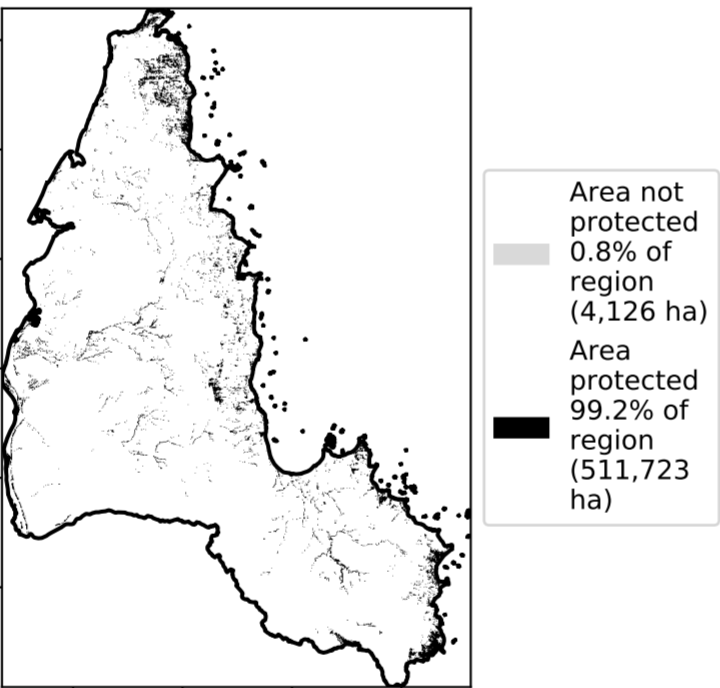 Area not
protected
0.8% of
region
(4,126 ha)
Area
protected
99.2% of
region
(511,723
ha)